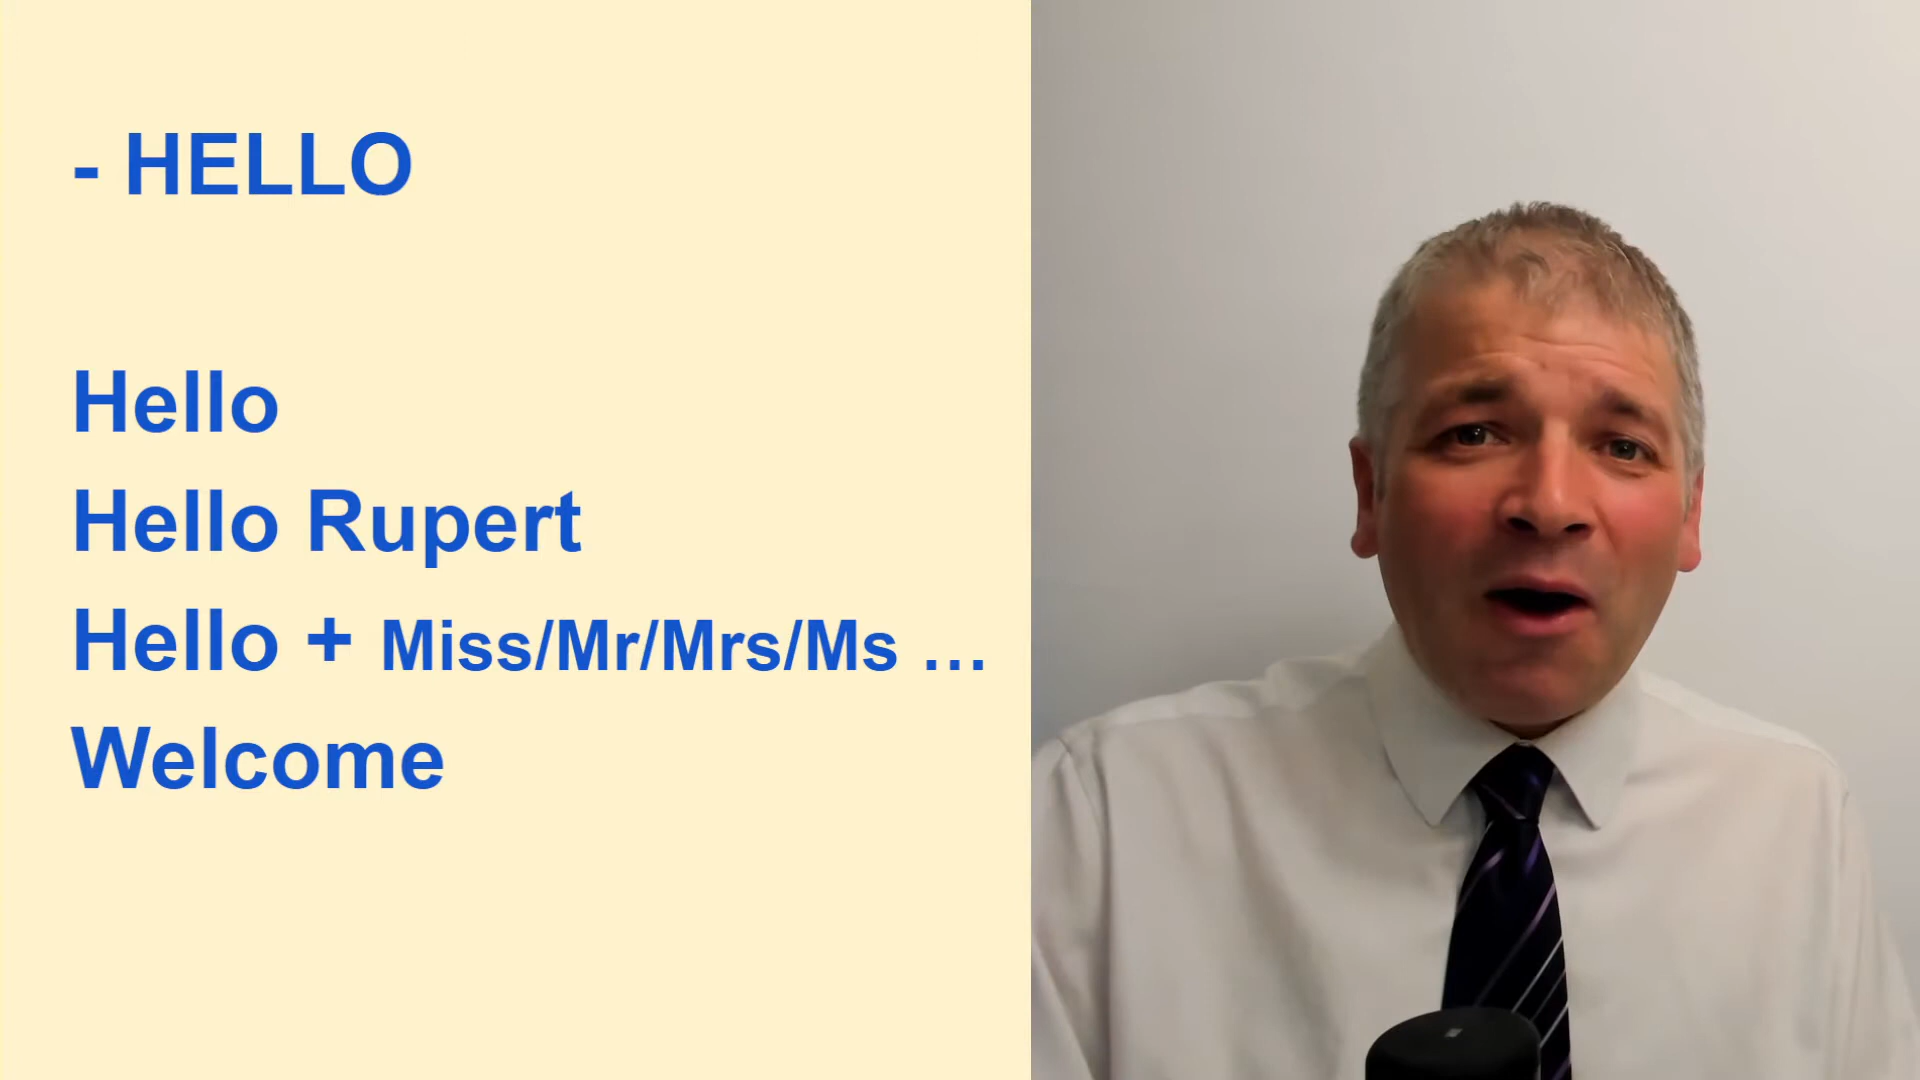 - HELLO
Hello
Hello Rupert
Hello + Miss/Mr/Mrs/Ms ...
Welcome